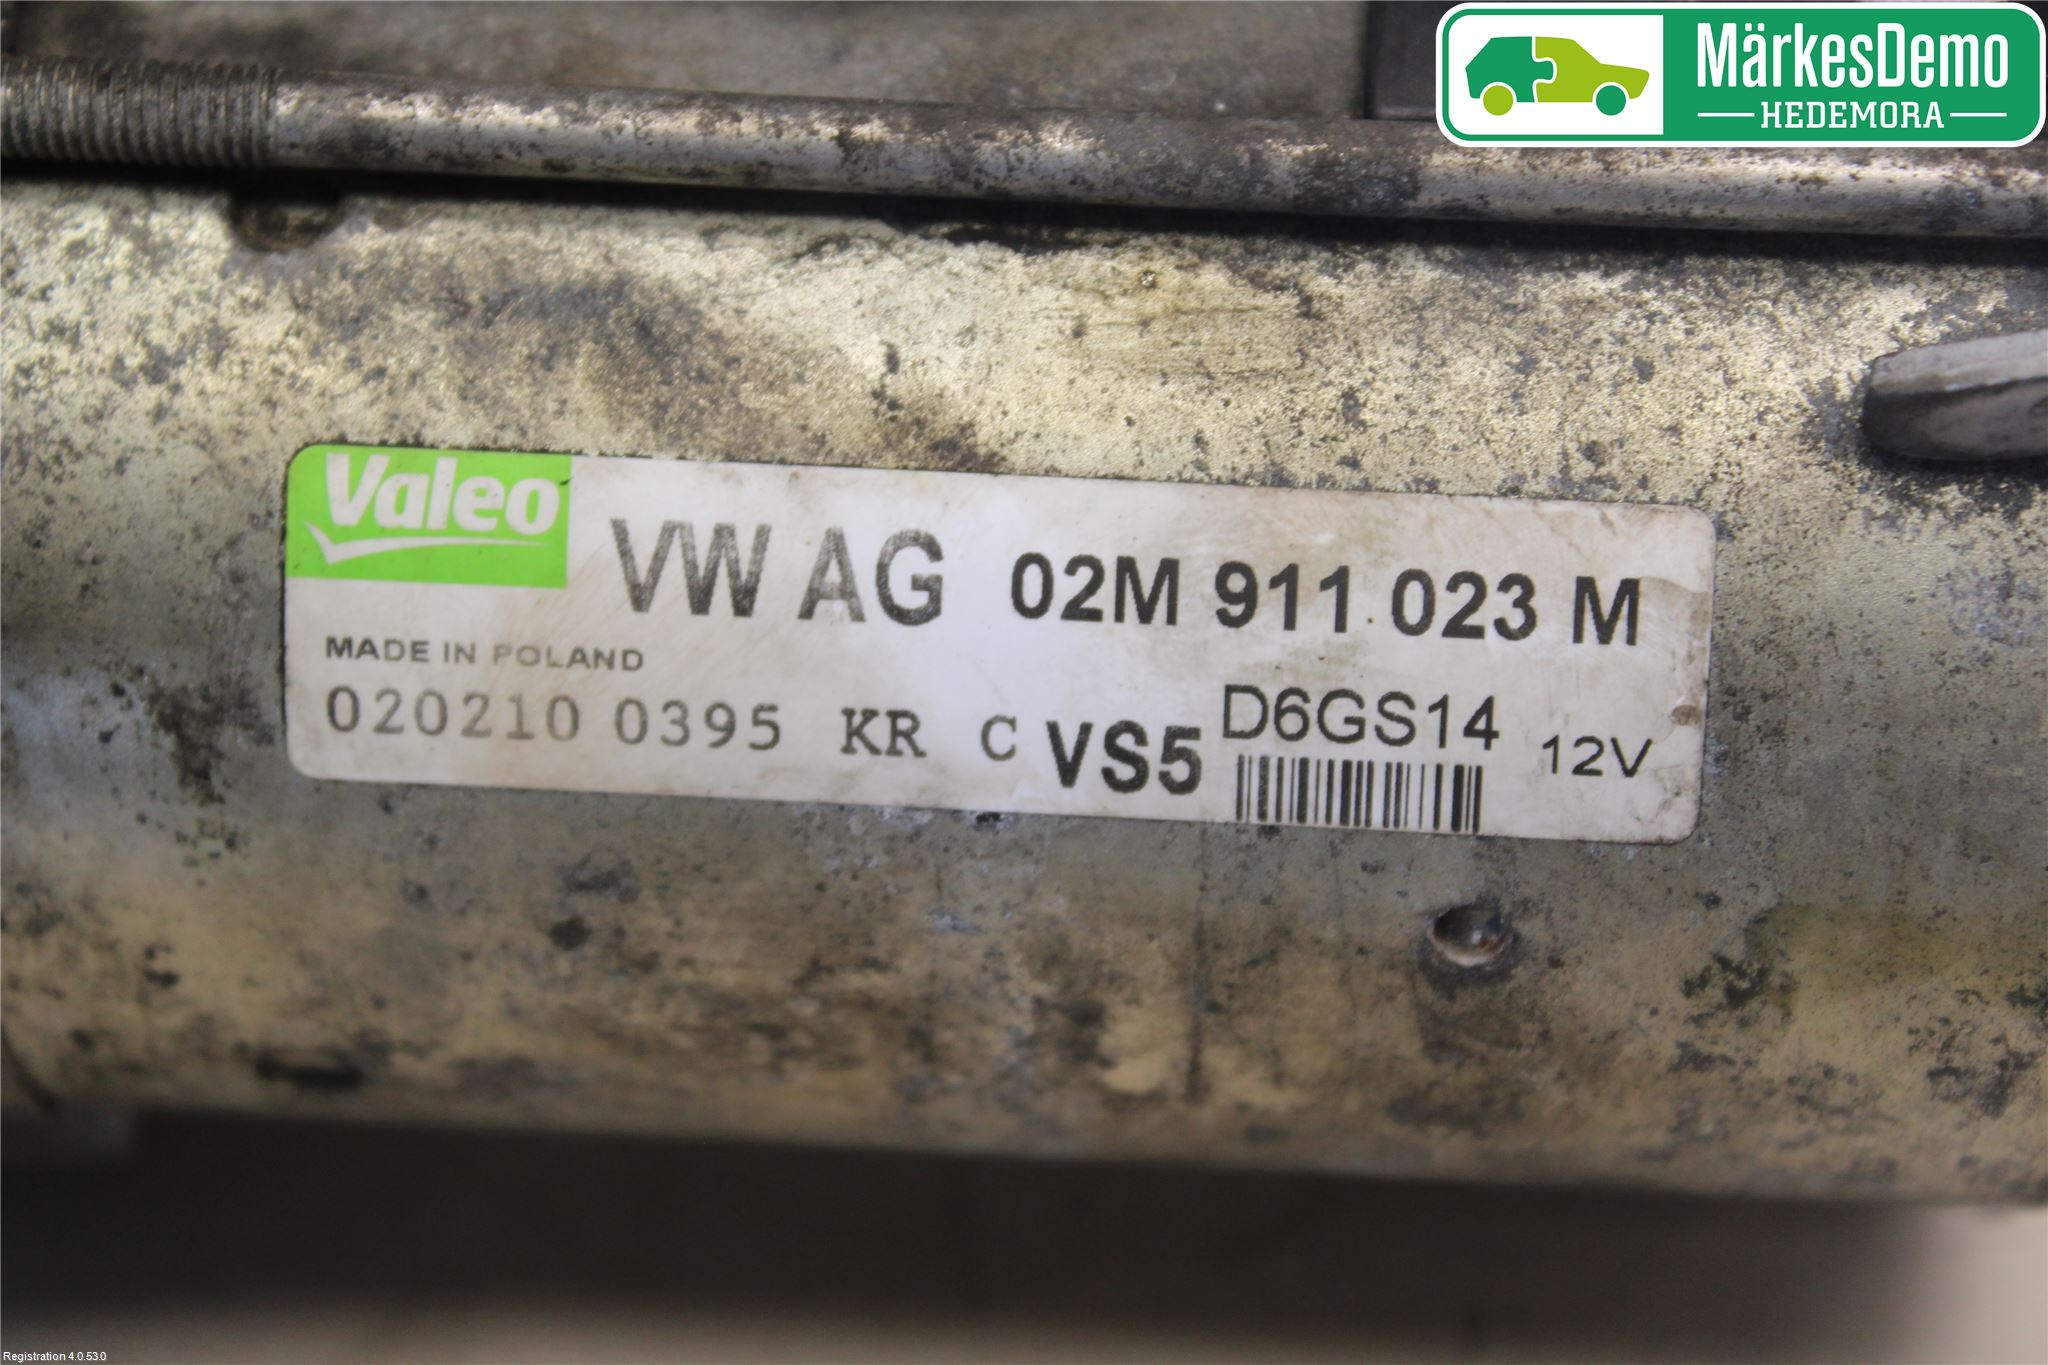 MärkesDemo
HEDEMORA
Valeo
VW AG 02M 911 023 M
MADE IN POLAND
020210 0395 KR C VS5 D6GS14 12V
Registration 4.0.53.0